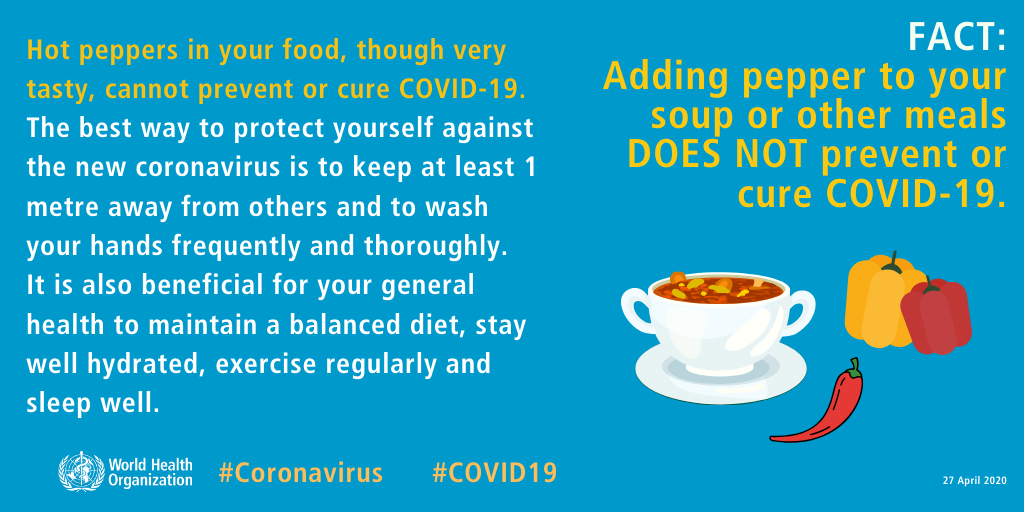 Hot peppers in your food, though very
tasty, cannot prevent or cure COVID-19.
The best way to protect yourself against
the new coronavirus is to keep at least 1
metre away from others and to wash
your hands frequently and thoroughly.
It is also beneficial for your general
health to maintain a balanced diet, stay
well hydrated, exercise regularly and
sleep well.
FACT:
Adding pepper to your
soup or other meals
DOES NOT prevent or
cure COVID-19.
World Health
Organization
#Coronavirus
#COVID19
27 April 2020